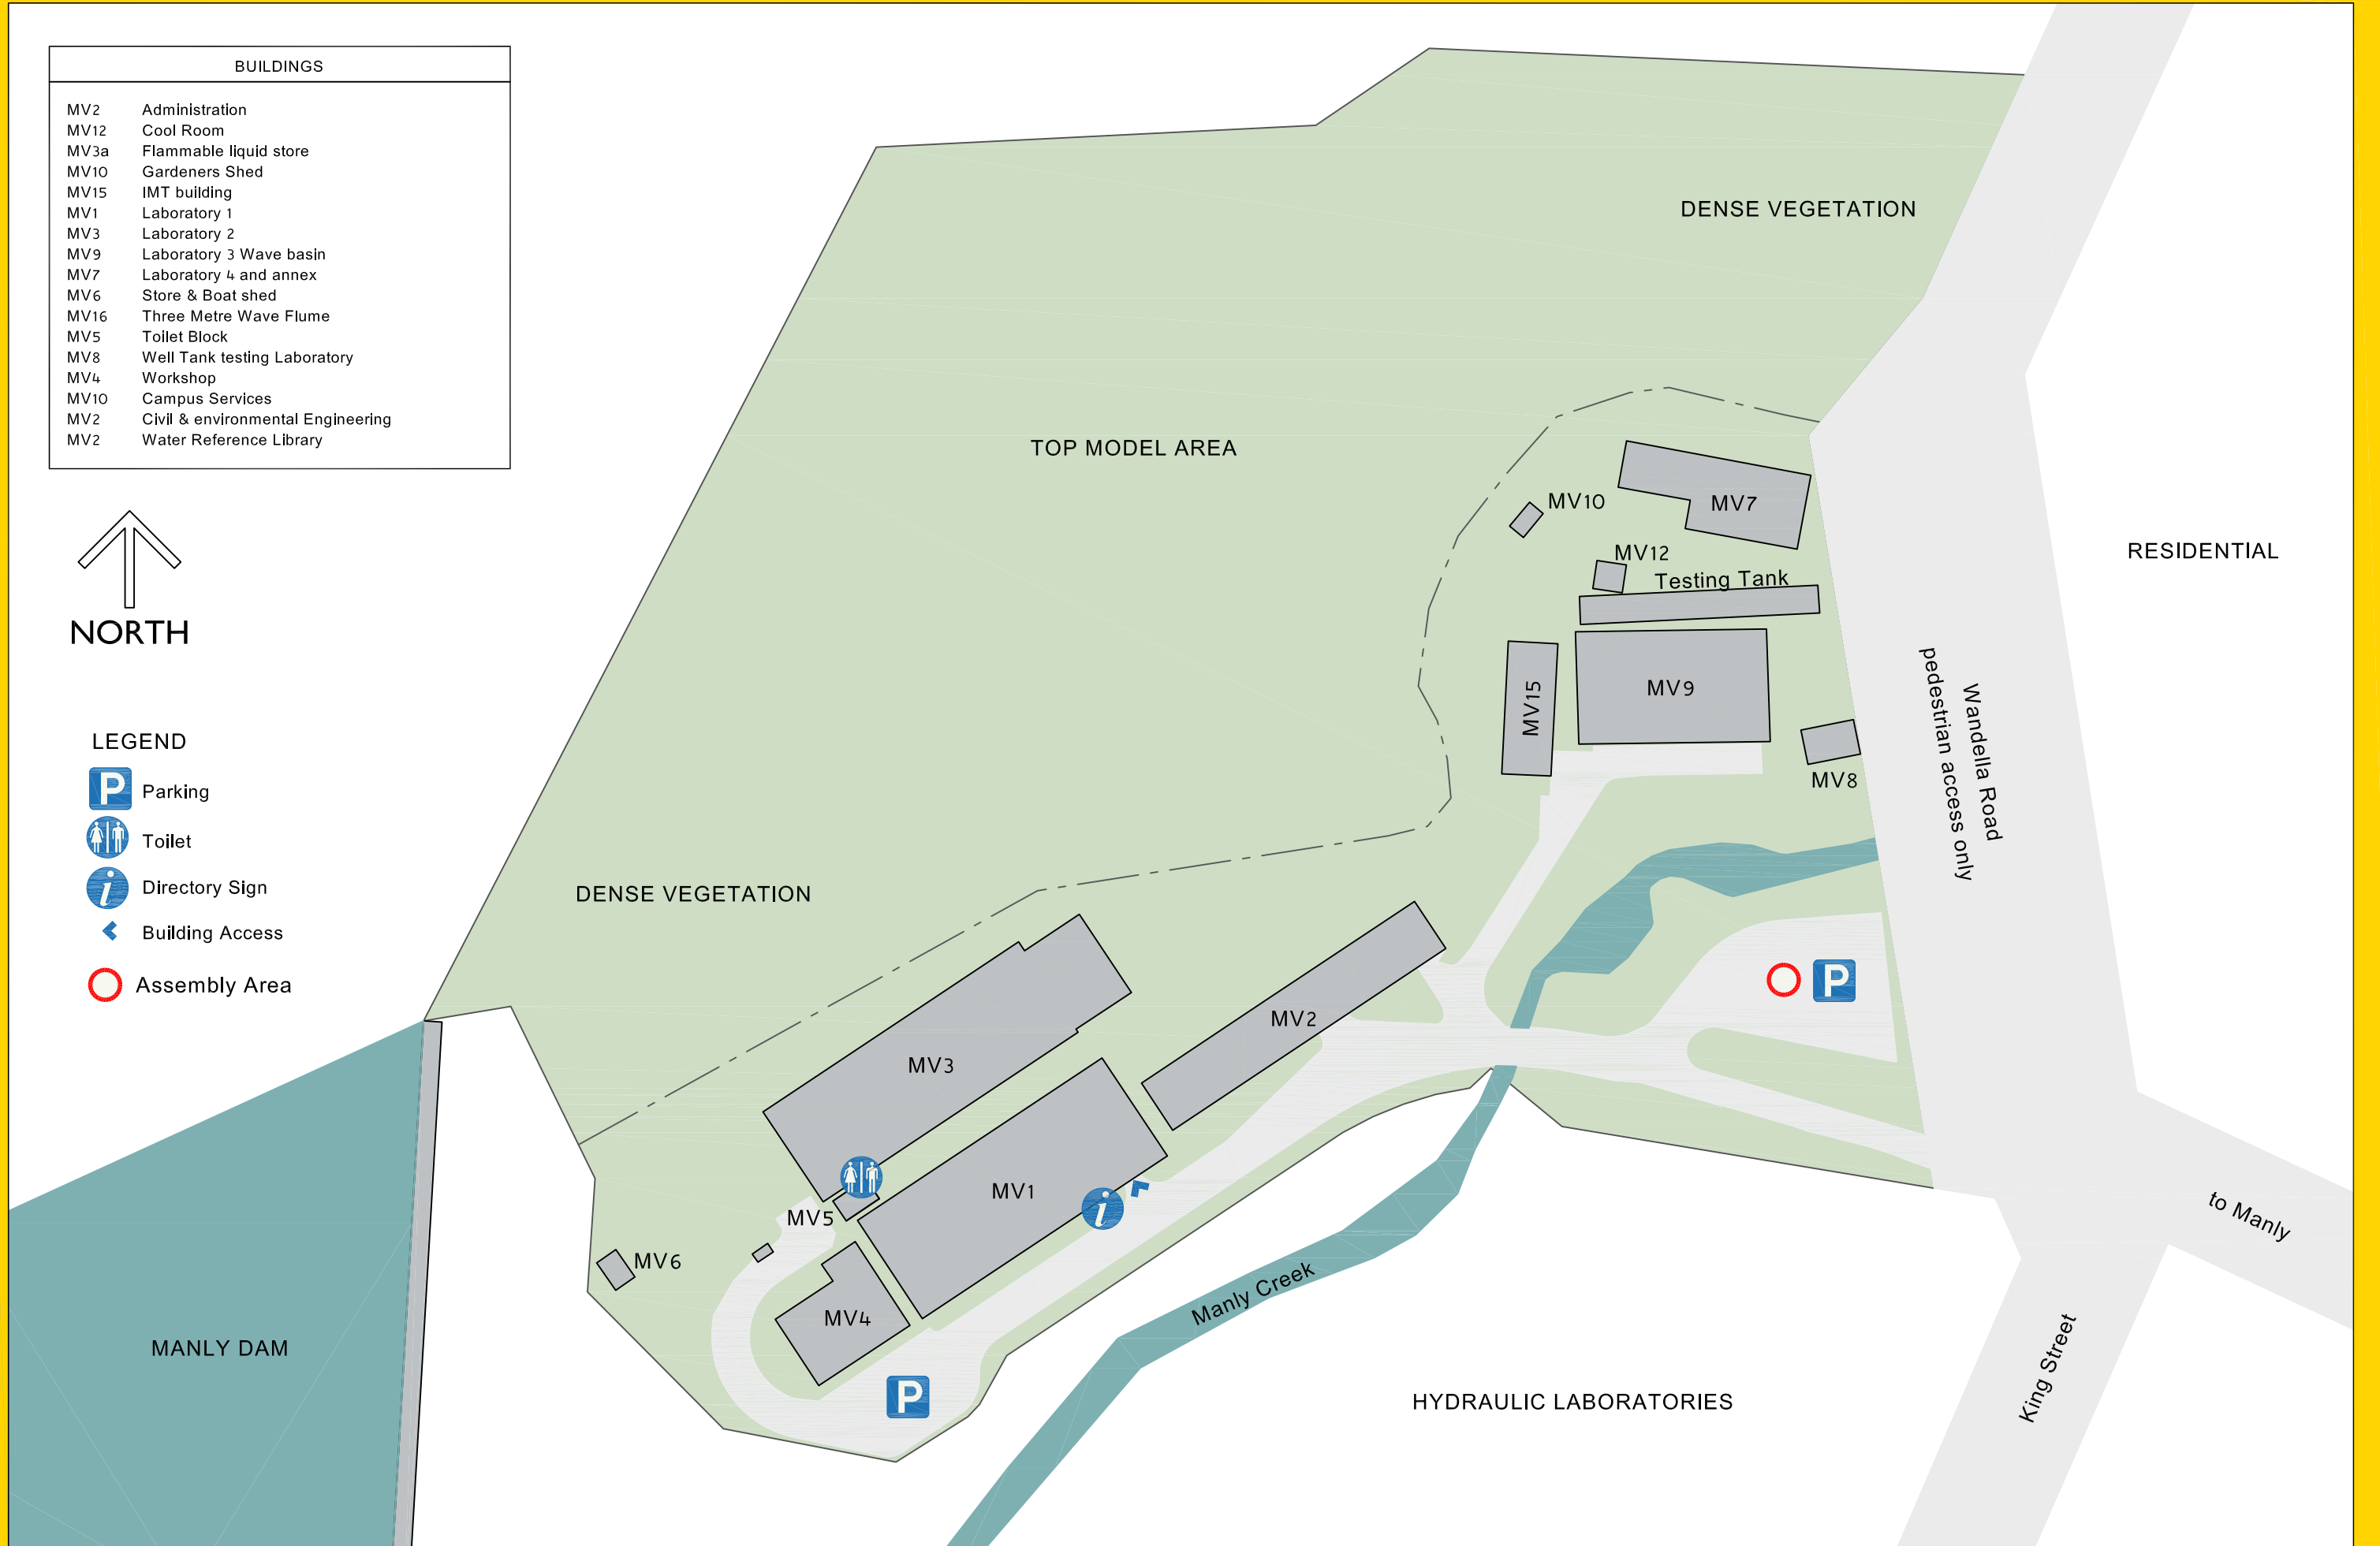 BUILDINGS
MV2 Administration
MV12 Cool Room
MV3a Flammable liquid store
MV10 Gardeners Shed
MV15 IMT building
MV1 Laboratory 1
MV3 Laboratory 2
MV9 Laboratory 3 Wave basin
MV7 Laboratory 4 and annex
MV6 Store & Boat shed
MV16 Three Metre Wave Flume
MV5 Toilet Block
MV8 Well Tank testing Laboratory
MV4 Workshop
MV10 Campus Services
MV2 Civil & environmental Engineering
MV2 Water Reference Library
NORTH
LEGEND
P Parking
Toilet
i Directory Sign
Building Access
Assembly Area
DENSE VEGETATION
TOP MODEL AREA
MV10
MV7
MV12
Testing Tank
RESIDENTIAL
MV15
MV9
MV8
Wandella Road
pedestrian access only
DENSE VEGETATION
P
MV2
MV3
MV1
MV5
i
MV6
MV4
P
MANLY DAM
Manly Creek
HYDRAULIC LABORATORIES
to Manly
King Street